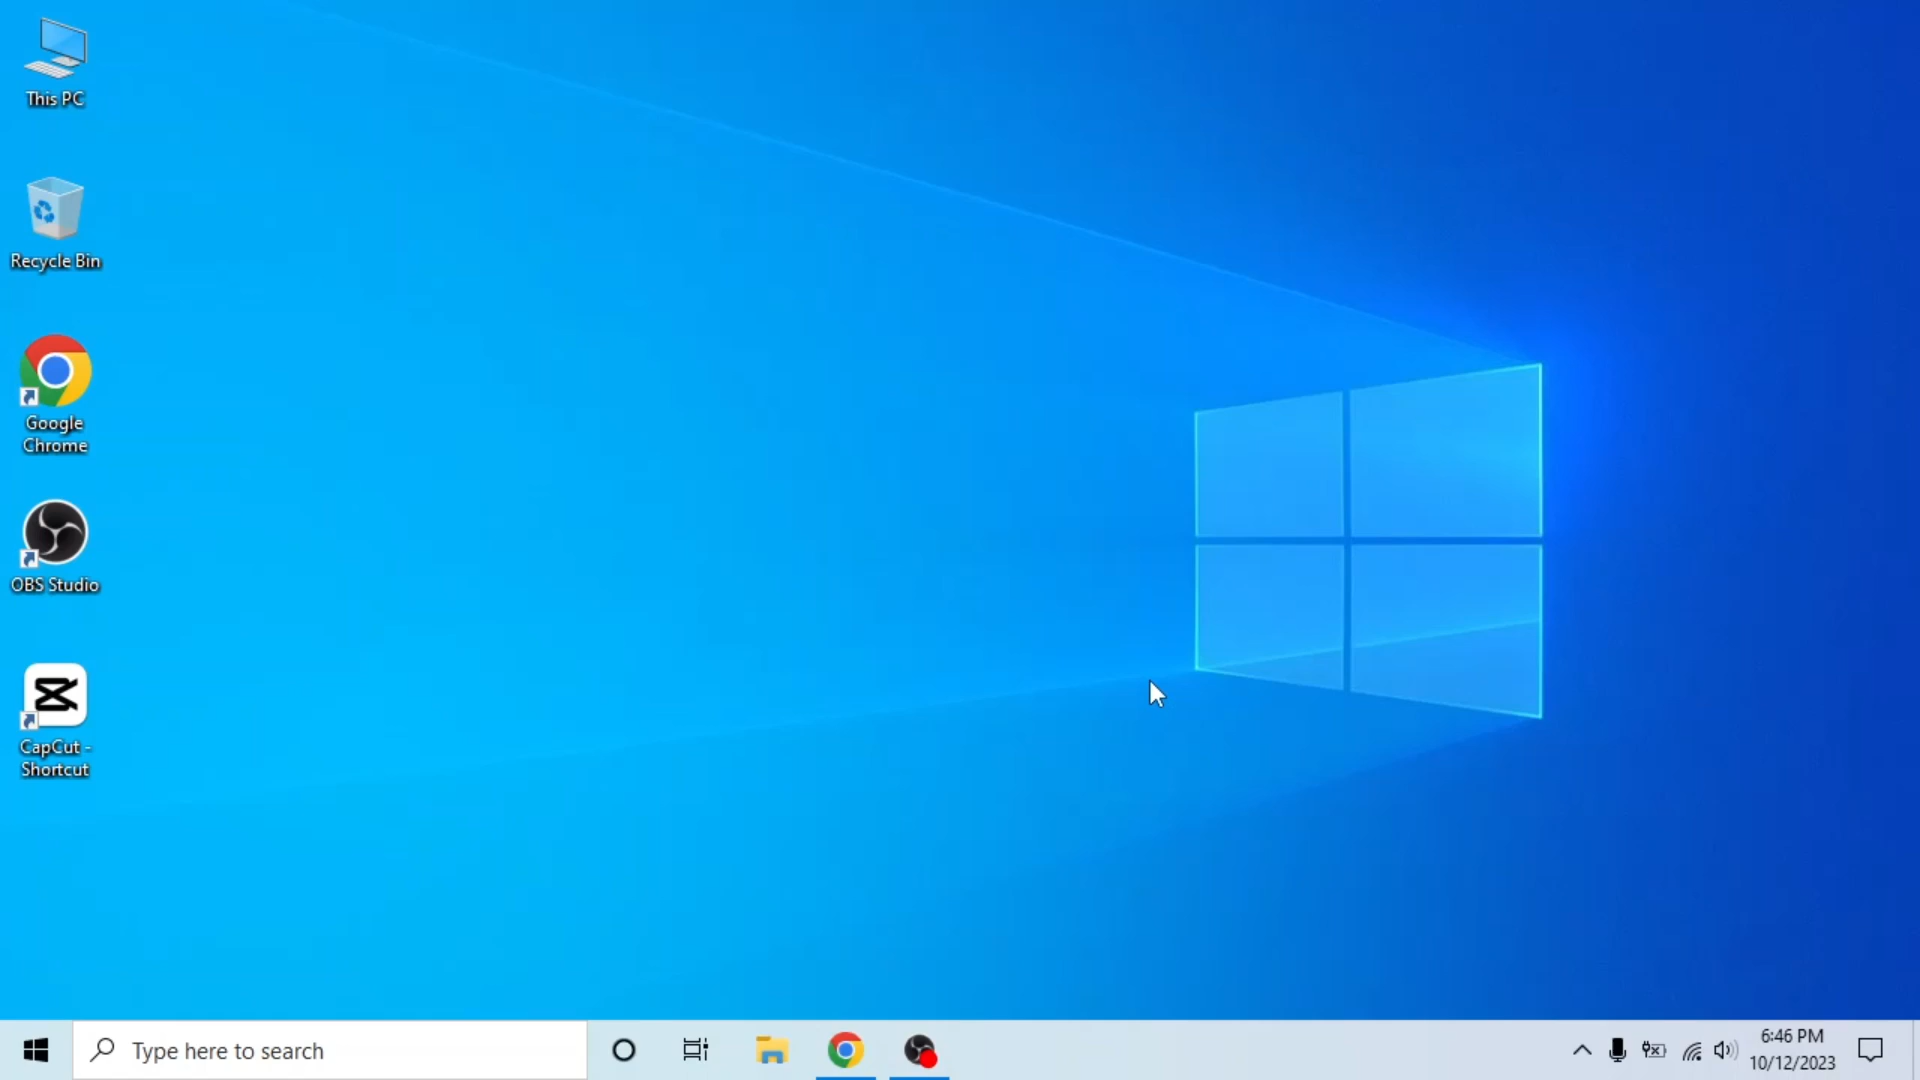 This PC
Recycle Bin
Google
Chrome
OBS Studio
CapCut -
Shortcut
Type here to search
6:46 PM
10/12/2023